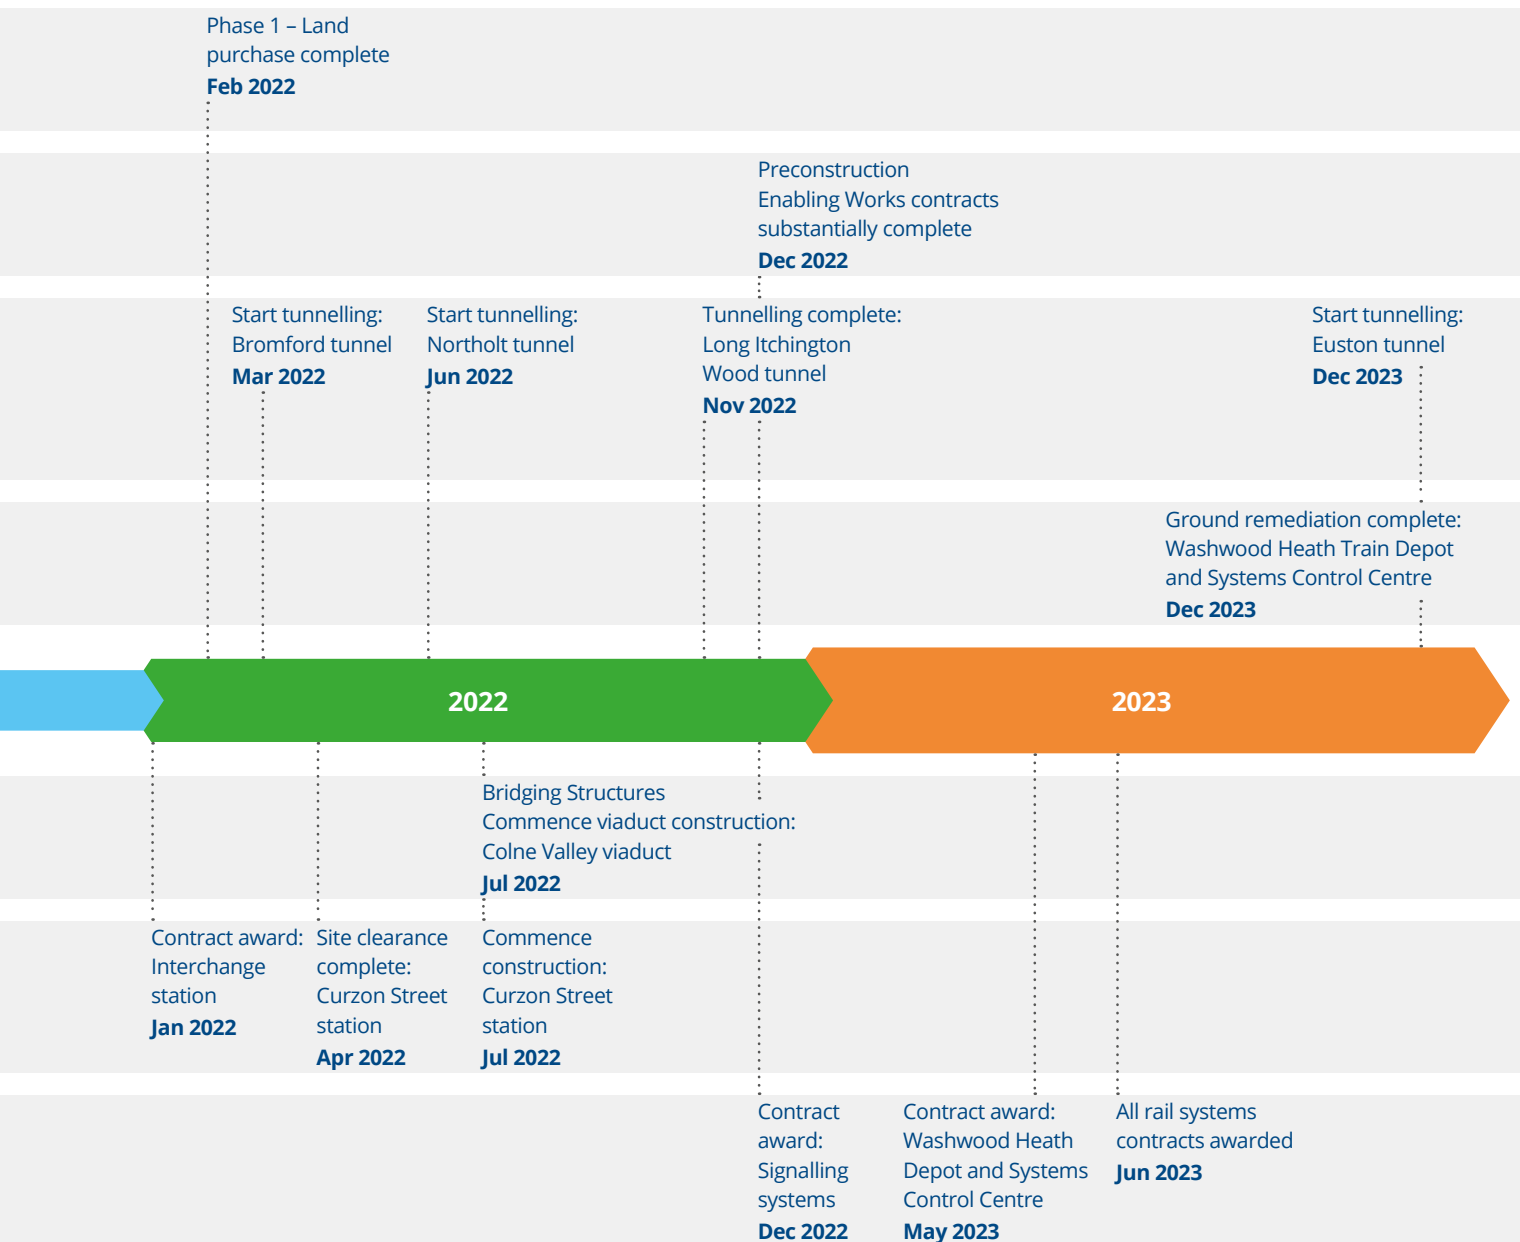 Phase 1 – Land
purchase complete
Feb 2022
Preconstruction
Enabling Works contracts
substantially complete
Dec 2022
Start tunnelling:
Bromford tunnel
Mar 2022
Start tunnelling:
Northolt tunnel
Jun 2022
Tunnelling complete:
Long Itchington
Wood tunnel
Nov 2022
Start tunnelling:
Euston tunnel
Dec 2023
Ground remediation complete:
Washwood Heath Train Depot
and Systems Control Centre
Dec 2023
2022
2023
Bridging Structures
Commence viaduct construction:
Colne Valley viaduct
Jul 2022
Contract award:
Interchange
station
Jan 2022
Site clearance
complete:
Curzon Street
station
Apr 2022
Commence
construction:
Curzon Street
station
Jul 2022
Contract
award:
Signalling
systems
Dec 2022
Contract award:
Washwood Heath
Depot and Systems
Control Centre
May 2023
All rail systems
contracts awarded
Jun 2023